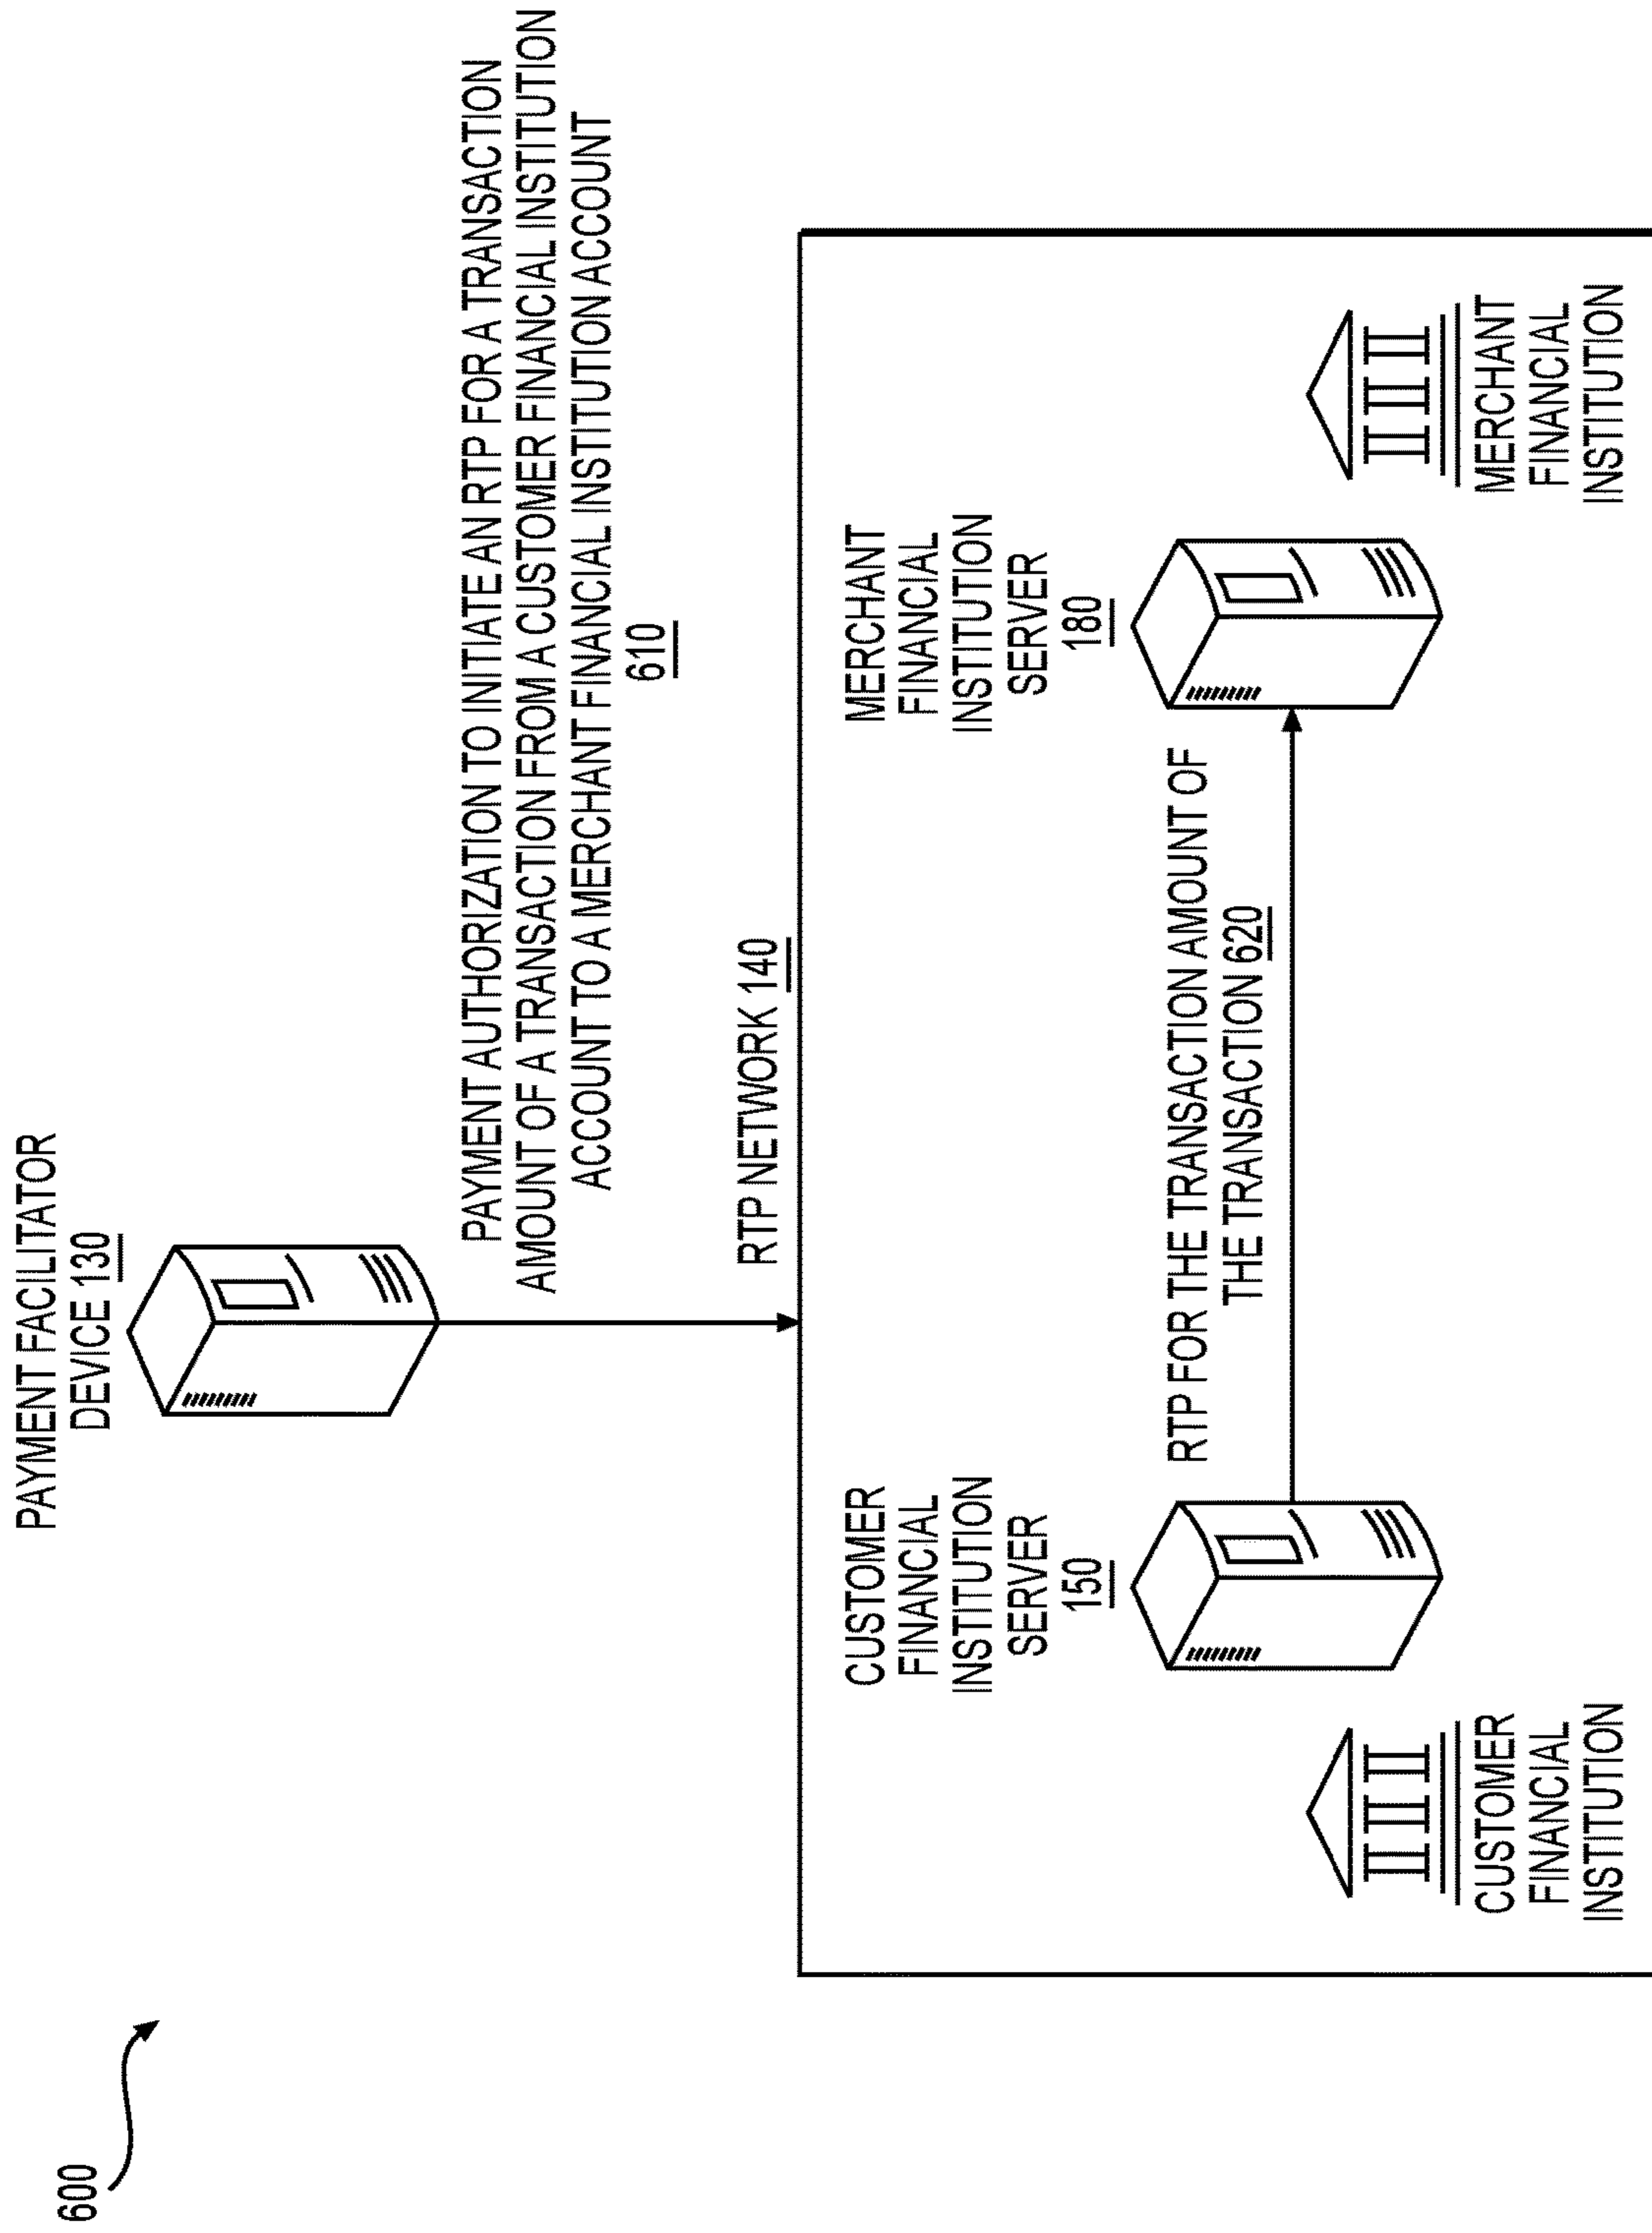 600
PAYMENT FACILITATOR
DEVICE 130
PAYMENT AUTHORIZATION TO INITIATE AN RTP FOR A TRANSACTION
AMOUNT OF A TRANSACTION FROM A CUSTOMER FINANCIAL INSTITUTION
ACCOUNT TO A MERCHANT FINANCIAL INSTITUTION ACCOUNT
610
RTP NETWORK 140
CUSTOMER
FINANCIAL
INSTITUTION
SERVER
150
MERCHANT
FINANCIAL
INSTITUTION
SERVER
180
RTP FOR THE TRANSACTION AMOUNT OF
THE TRANSACTION 620
CUSTOMER
FINANCIAL
INSTITUTION
MERCHANT
FINANCIAL
INSTITUTION